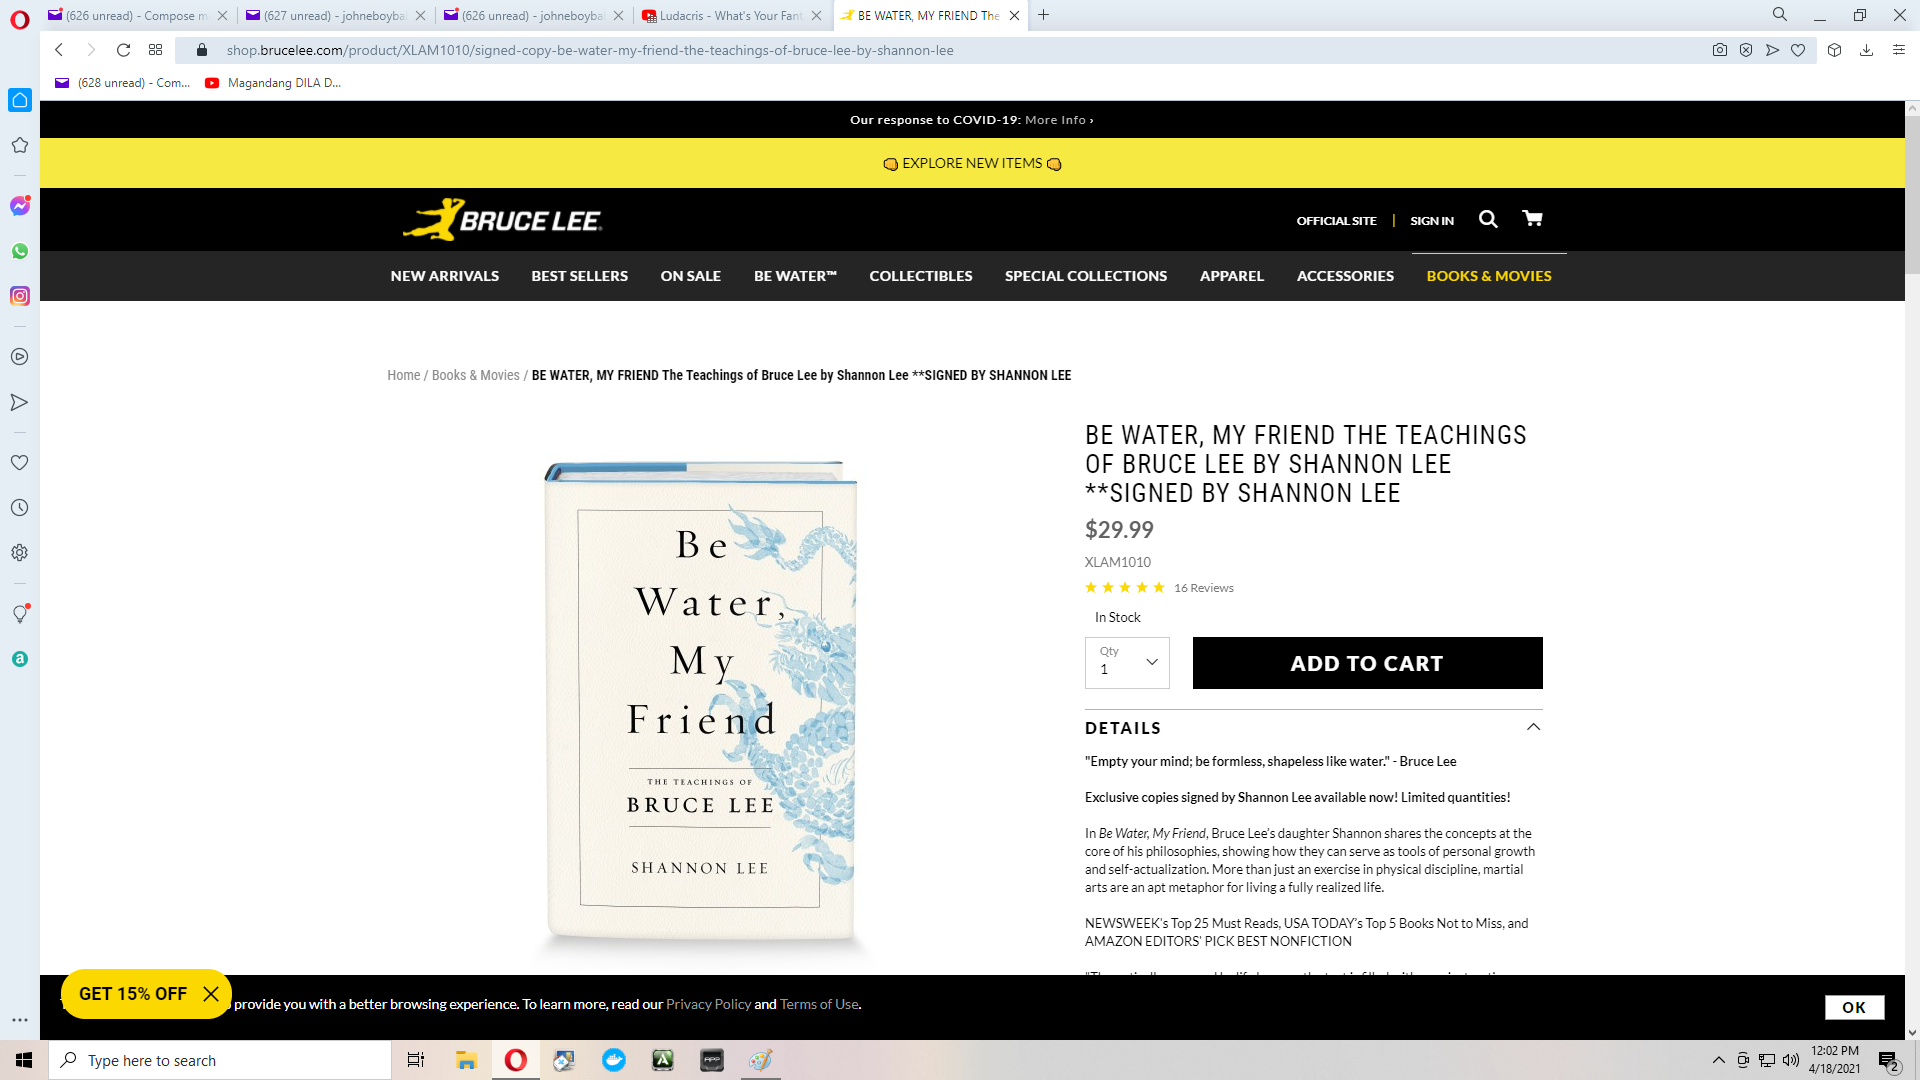 (626 unread) - Compose m
(627 unread) - johneboybal
(626 unread) - johneboybal
Ludacris - What's Your Fant
BE WATER, MY FRIEND The
shop.brucelee.com/product/XLAM1010/signed-copy-be-water-my-friend-the-teachings-of-bruce-lee-by-shannon-lee
(628 unread) - Com...
Magandang DILA D...
Our response to COVID-19: More Info ›
EXPLORE NEW ITEMS
BRUCE LEE
OFFICIAL SITE | SIGN IN
NEW ARRIVALS BEST SELLERS ON SALE BE WATER™ COLLECTIBLES SPECIAL COLLECTIONS APPAREL ACCESSORIES BOOKS & MOVIES
Home / Books & Movies / BE WATER, MY FRIEND The Teachings of Bruce Lee by Shannon Lee **SIGNED BY SHANNON LEE
Be
Water,
My
Friend
THE TEACHINGS OF
BRUCE LEE
SHANNON LEE
BE WATER, MY FRIEND THE TEACHINGS
OF BRUCE LEE BY SHANNON LEE
**SIGNED BY SHANNON LEE
$29.99
XLAM1010
16 Reviews
In Stock
Qty
1
ADD TO CART
DETAILS
"Empty your mind; be formless, shapeless like water." - Bruce Lee
Exclusive copies signed by Shannon Lee available now! Limited quantities!
In Be Water, My Friend, Bruce Lee's daughter Shannon shares the concepts at the
core of his philosophies, showing how they can serve as tools of personal growth
and self-actualization. More than just an exercise in physical discipline, martial
arts are an apt metaphor for living a fully realized life.
NEWSWEEK's Top 25 Must Reads, USA TODAY's Top 5 Books Not to Miss, and
AMAZON EDITORS' PICK BEST NONFICTION
GET 15% OFF
provide you with a better browsing experience. To learn more, read our Privacy Policy and Terms of Use.
OK
Type here to search
12:02 PM
4/18/2021
2